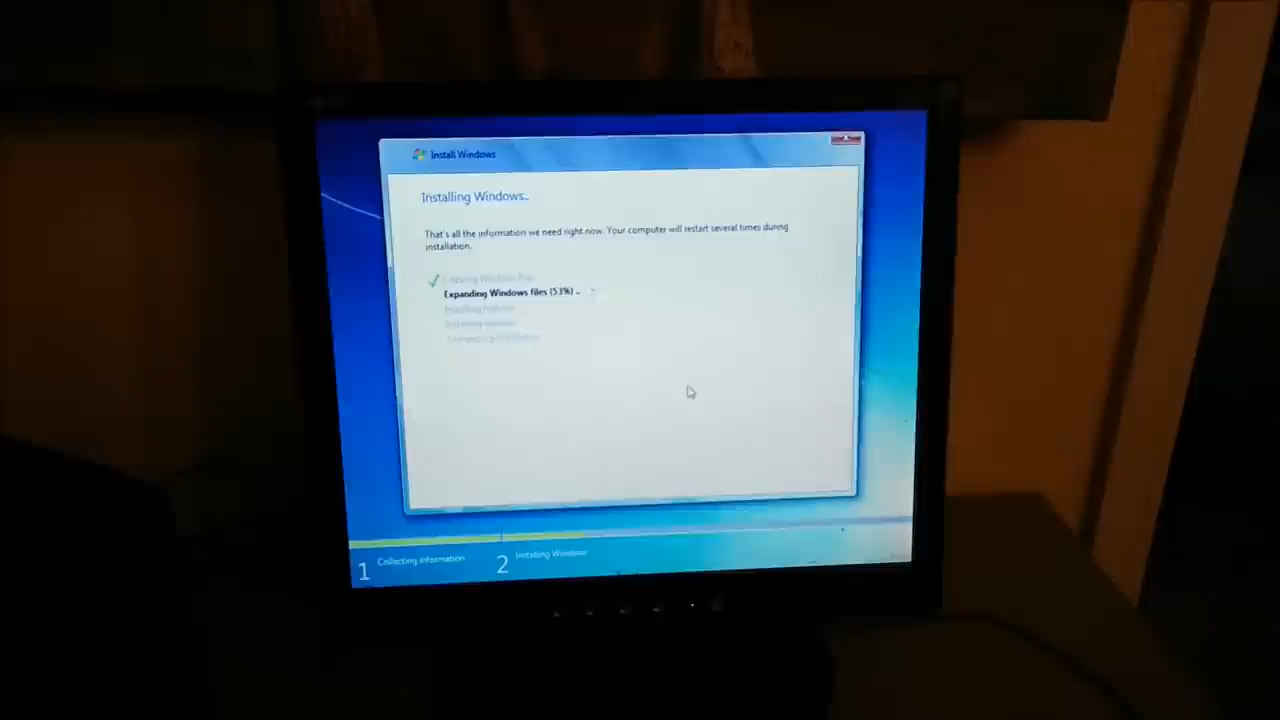 Install Windows
Installing Windows...
That's all the information we need right now. Your computer will restart several times during
installation.
Copying Windows files
Expanding Windows files (53%) ...
Installing features
Installing updates
Completing installation
1 Collecting information
2 Installing Windows